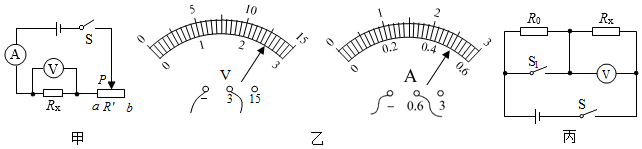 S
A
V
P
Rx
a R' b
甲
0 5 10 15
0 1 2 3
V
- 3 15
0 1 2 3
0 0.2 0.4 0.6
A
- 0.6 3
乙
R0 Rx
S1
V
S
丙